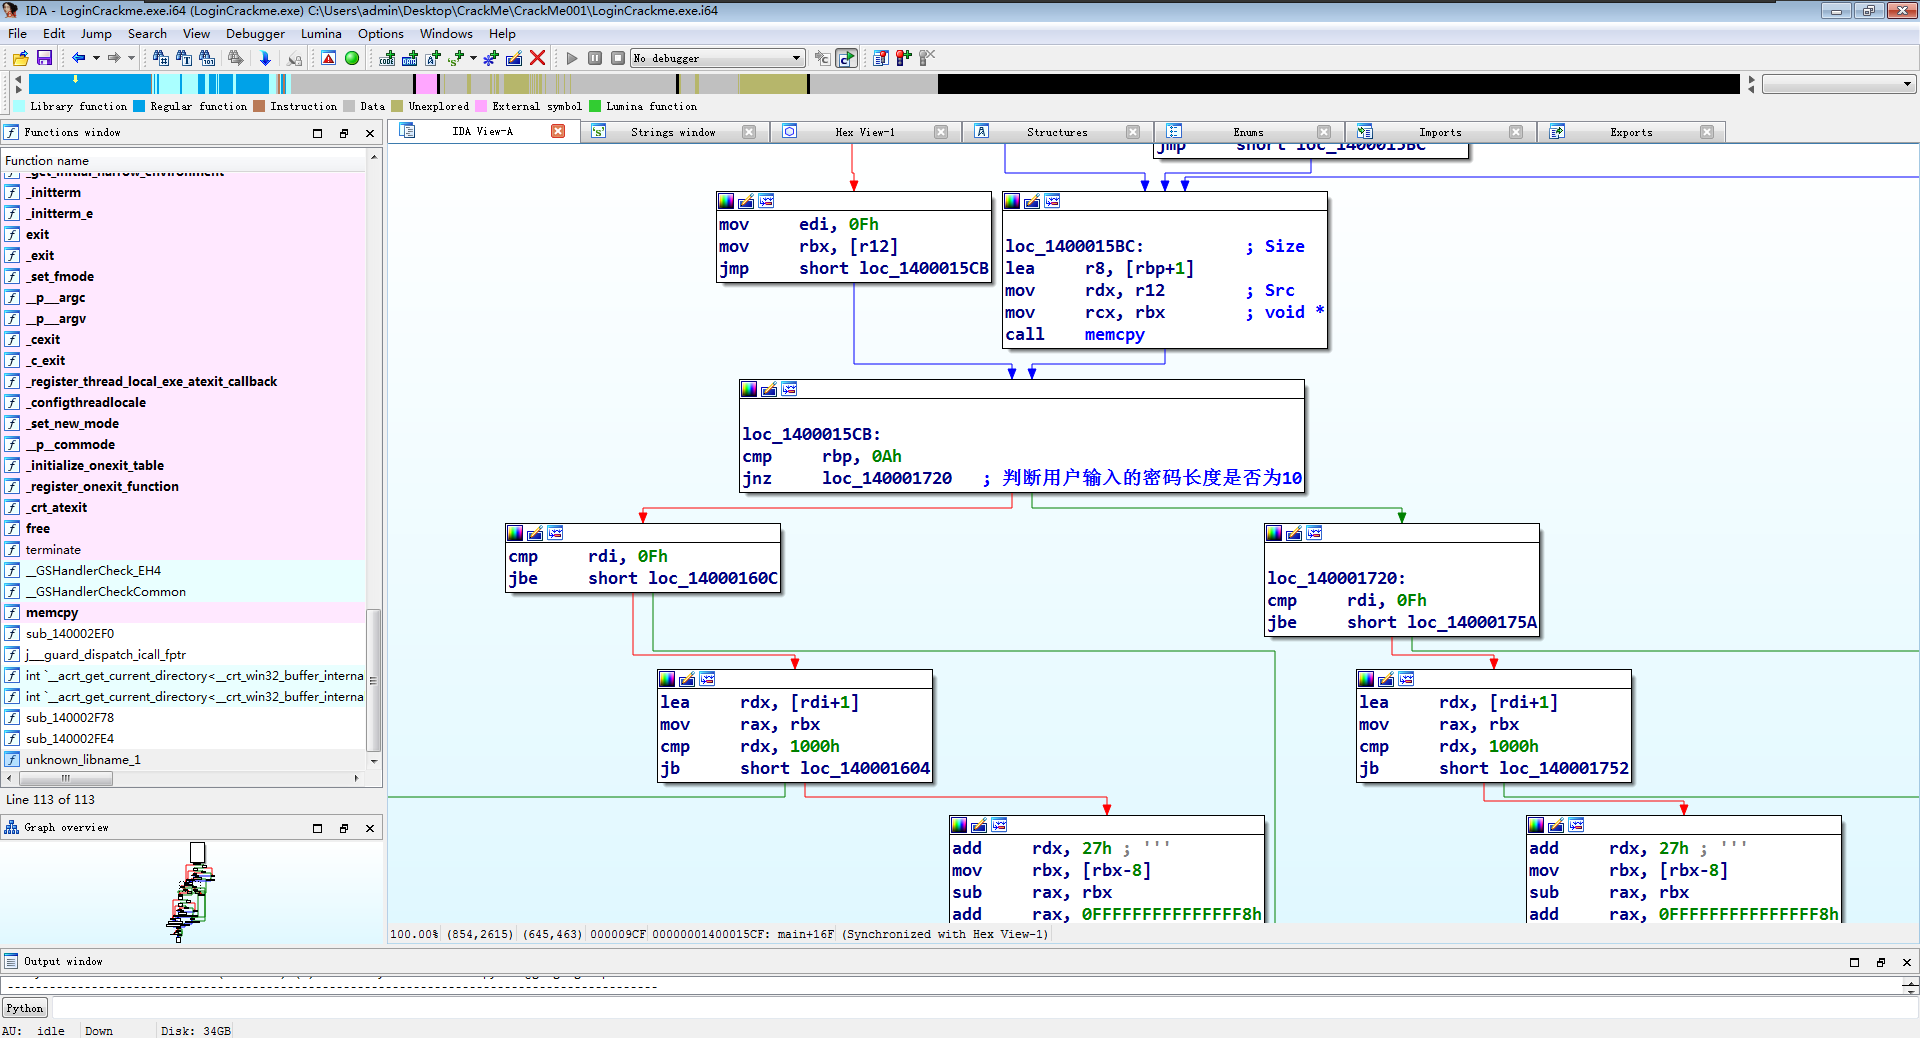 IDA - LoginCrackme.exe.i64 (LoginCrackme.exe) C:\Users\admin\Desktop\CrackMe\CrackMe001\LoginCrackme.exe.i64
File Edit Jump Search View Debugger Lumina Options Windows Help
No debugger
Library function Regular function Instruction Data Unexplored External symbol Lumina function
Functions window
Function name
_get_initial_narrow_environment
_initterm
_initterm_e
exit
_exit
_set_fmode
__p___argc
__p___argv
_cexit
_c_exit
_register_thread_local_exe_atexit_callback
_configthreadlocale
_set_new_mode
__p__commode
_initialize_onexit_table
_register_onexit_function
_crt_atexit
free
terminate
__GSHandlerCheck_EH4
__GSHandlerCheckCommon
memcpy
sub_140002EF0
j___guard_dispatch_icall_fptr
int `__acrt_get_current_directory<__crt_win32_buffer_interna
int `__acrt_get_current_directory<__crt_win32_buffer_interna
sub_140002F78
sub_140002FE4
unknown_libname_1
Line 113 of 113
Graph overview
IDA View-A
Strings window
Hex View-1
Structures
Enums
Imports
Exports
jmp short loc_1400015BC
mov edi, 0Fh
mov rbx, [r12]
jmp short loc_1400015CB
loc_1400015BC: ; Size
lea r8, [rbp+1]
mov rdx, r12 ; Src
mov rcx, rbx ; void *
call memcpy
loc_1400015CB:
cmp rbp, 0Ah
jnz loc_140001720 ; 判断用户输入的密码长度是否为10
cmp rdi, 0Fh
jbe short loc_14000160C
loc_140001720:
cmp rdi, 0Fh
jbe short loc_14000175A
lea rdx, [rdi+1]
mov rax, rbx
cmp rdx, 1000h
jb short loc_140001604
lea rdx, [rdi+1]
mov rax, rbx
cmp rdx, 1000h
jb short loc_140001752
add rdx, 27h ; '''
mov rbx, [rbx-8]
sub rax, rbx
add rax, 0FFFFFFFFFFFFFFF8h
add rdx, 27h ; '''
mov rbx, [rbx-8]
sub rax, rbx
add rax, 0FFFFFFFFFFFFFFF8h
100.00% (854,2615) (645,463) 000009CF 00000001400015CF: main+16F (Synchronized with Hex View-1)
Output window
Python
AU: idle Down Disk: 34GB